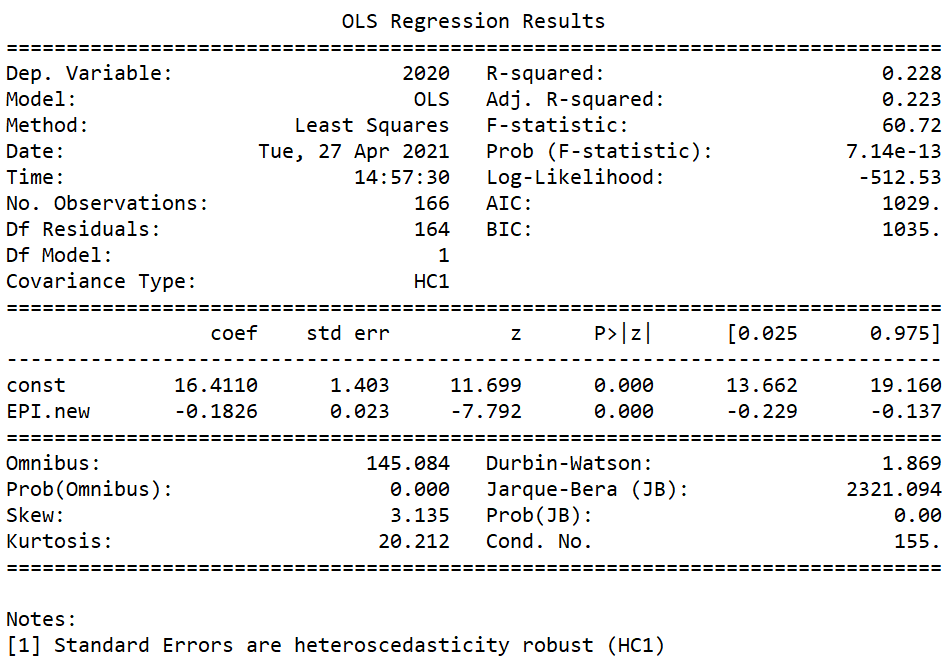 OLS Regression Results
==============================================================================
Dep. Variable:                   2020   R-squared:                       0.228
Model:                            OLS   Adj. R-squared:                  0.223
Method:                 Least Squares   F-statistic:                     60.72
Date:                Tue, 27 Apr 2021   Prob (F-statistic):           7.14e-13
Time:                        14:57:30   Log-Likelihood:                -512.53
No. Observations:                 166   AIC:                             1029.
Df Residuals:                     164   BIC:                             1035.
Df Model:                           1
Covariance Type:                  HC1
==============================================================================
                 coef    std err          z      P>|z|      [0.025      0.975]
------------------------------------------------------------------------------
const         16.4110      1.403     11.699      0.000      13.662      19.160
EPI.new       -0.1826      0.023     -7.792      0.000      -0.229      -0.137
==============================================================================
Omnibus:                      145.084   Durbin-Watson:                   1.869
Prob(Omnibus):                  0.000   Jarque-Bera (JB):             2321.094
Skew:                           3.135   Prob(JB):                         0.00
Kurtosis:                      20.212   Cond. No.                         155.
==============================================================================
Notes:
[1] Standard Errors are heteroscedasticity robust (HC1)